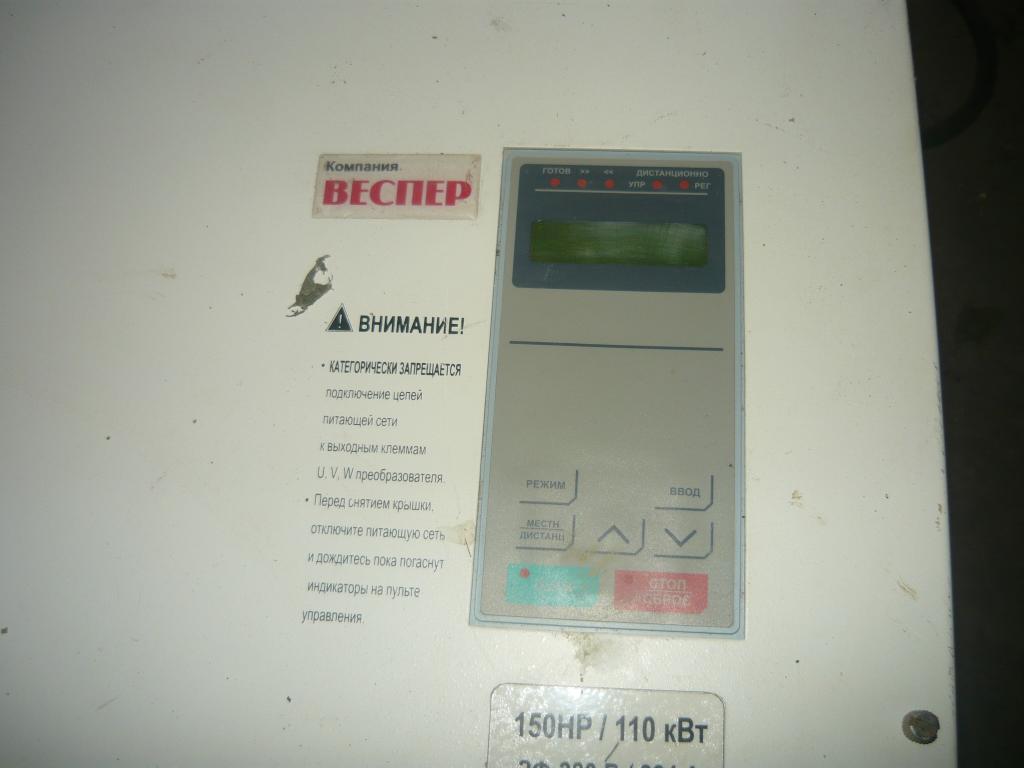 Компания
ВЕСПЕР
ГОТОВ >> << ДИСТАНЦИОННО
УПР РЕГ
ВНИМАНИЕ!
• КАТЕГОРИЧЕСКИ ЗАПРЕЩАЕТСЯ
подключение цепей
питающей сети
к выходным клеммам
U, V, W преобразователя.
• Перед снятием крышки,
отключите питающую сеть
и дождитесь пока погаснут
индикаторы на пульте
управления.
РЕЖИМ
ВВОД
МЕСТН
ДИСТАНЦ
СТОП
СБРОС
150HP / 110 кВт